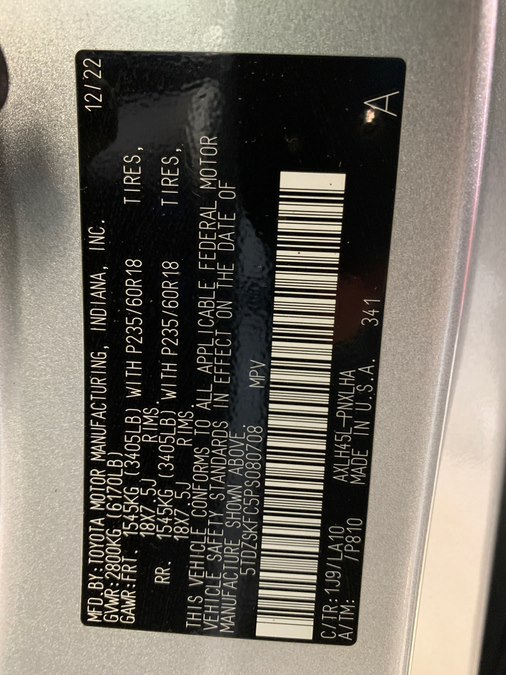 MFD.BY:TOYOTA MOTOR MANUFACTURING, INDIANA, INC. 12/22
GVWR:2800KG (6170LB)
GAWR:FRT. 1545KG (3405LB) WITH P235/60R18 TIRES,
18X7.5J RIMS.
RR. 1545KG (3405LB) WITH P235/60R18 TIRES,
18X7.5J RIMS.
THIS VEHICLE CONFORMS TO ALL APPLICABLE FEDERAL MOTOR
VEHICLE SAFETY STANDARDS IN EFFECT ON THE DATE OF
MANUFACTURE SHOWN ABOVE.
5TDZSKFC5PS080708 MPV
C/TR:1J9/LA10 AXLH45L-PNXLHA
A/TM: /P810 MADE IN U.S.A. 341 A